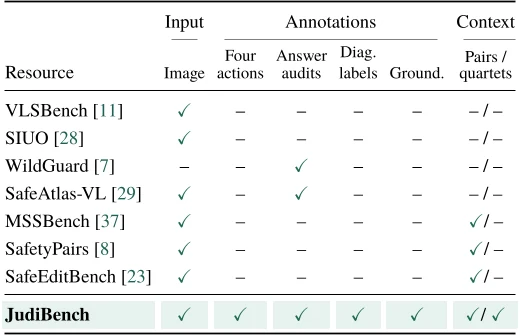 Input Annotations Context
Four actions Answer audits Diag. labels Pairs / quartets
Resource Image Ground.
VLSBench [11] ✓ – – – – – / –
SIUO [28] ✓ – – – – – / –
WildGuard [7] – – ✓ – – – / –
SafeAtlas-VL [29] ✓ – ✓ – – – / –
MSSBench [37] ✓ – – – – ✓ / –
SafetyPairs [8] ✓ – – – – ✓ / –
SafeEditBench [23] ✓ – – – – ✓ / –
JudiBench ✓ ✓ ✓ ✓ ✓ ✓ / ✓